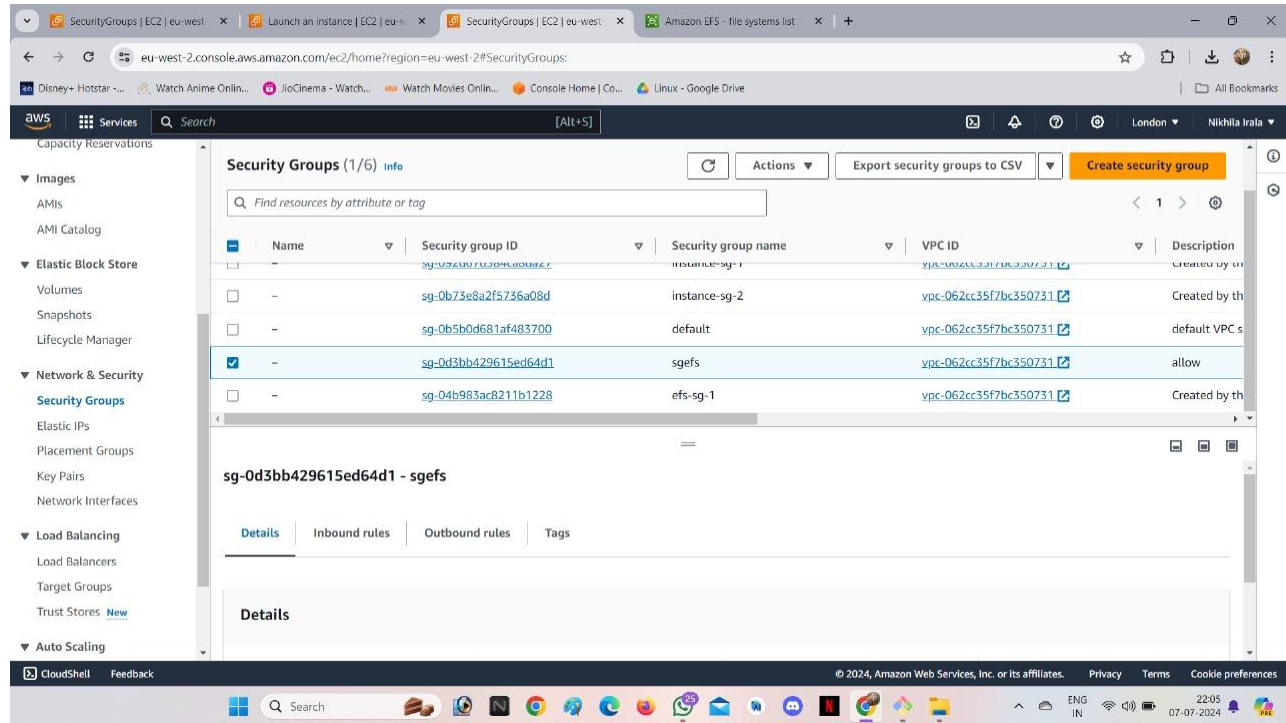 SecurityGroups | EC2 | eu-west
Launch an instance | EC2 | eu-w
SecurityGroups | EC2 | eu-west-
Amazon EFS - file systems list
eu-west-2.console.aws.amazon.com/ec2/home?region=eu-west-2#SecurityGroups:
Disney+ Hotstar -... Watch Anime Onlin... JioCinema - Watch... Watch Movies Onlin... Console Home | Co... Linux - Google Drive All Bookmarks
aws Services Search [Alt+S] London Nikhila Irala
Capacity Reservations
Images
AMIs
AMI Catalog
Elastic Block Store
Volumes
Snapshots
Lifecycle Manager
Network & Security
Security Groups
Elastic IPs
Placement Groups
Key Pairs
Network Interfaces
Load Balancing
Load Balancers
Target Groups
Trust Stores New
Auto Scaling
Security Groups (1/6) Info Actions Export security groups to CSV Create security group
Find resources by attribute or tag 1
Name Security group ID Security group name VPC ID Description
instance-sg-1 Created by th
– sg-0b73e8a2f5736a08d instance-sg-2 vpc-062cc35f7bc350731 Created by th
– sg-0b5b0d681af483700 default vpc-062cc35f7bc350731 default VPC s
– sg-0d3bb429615ed64d1 sgefs vpc-062cc35f7bc350731 allow
– sg-04b983ac8211b1228 efs-sg-1 vpc-062cc35f7bc350731 Created by th
sg-0d3bb429615ed64d1 - sgefs
Details Inbound rules Outbound rules Tags
Details
CloudShell Feedback © 2024, Amazon Web Services, Inc. or its affiliates. Privacy Terms Cookie preferences
Search 25 ENG 22:05
IN 07-07-2024 PRE